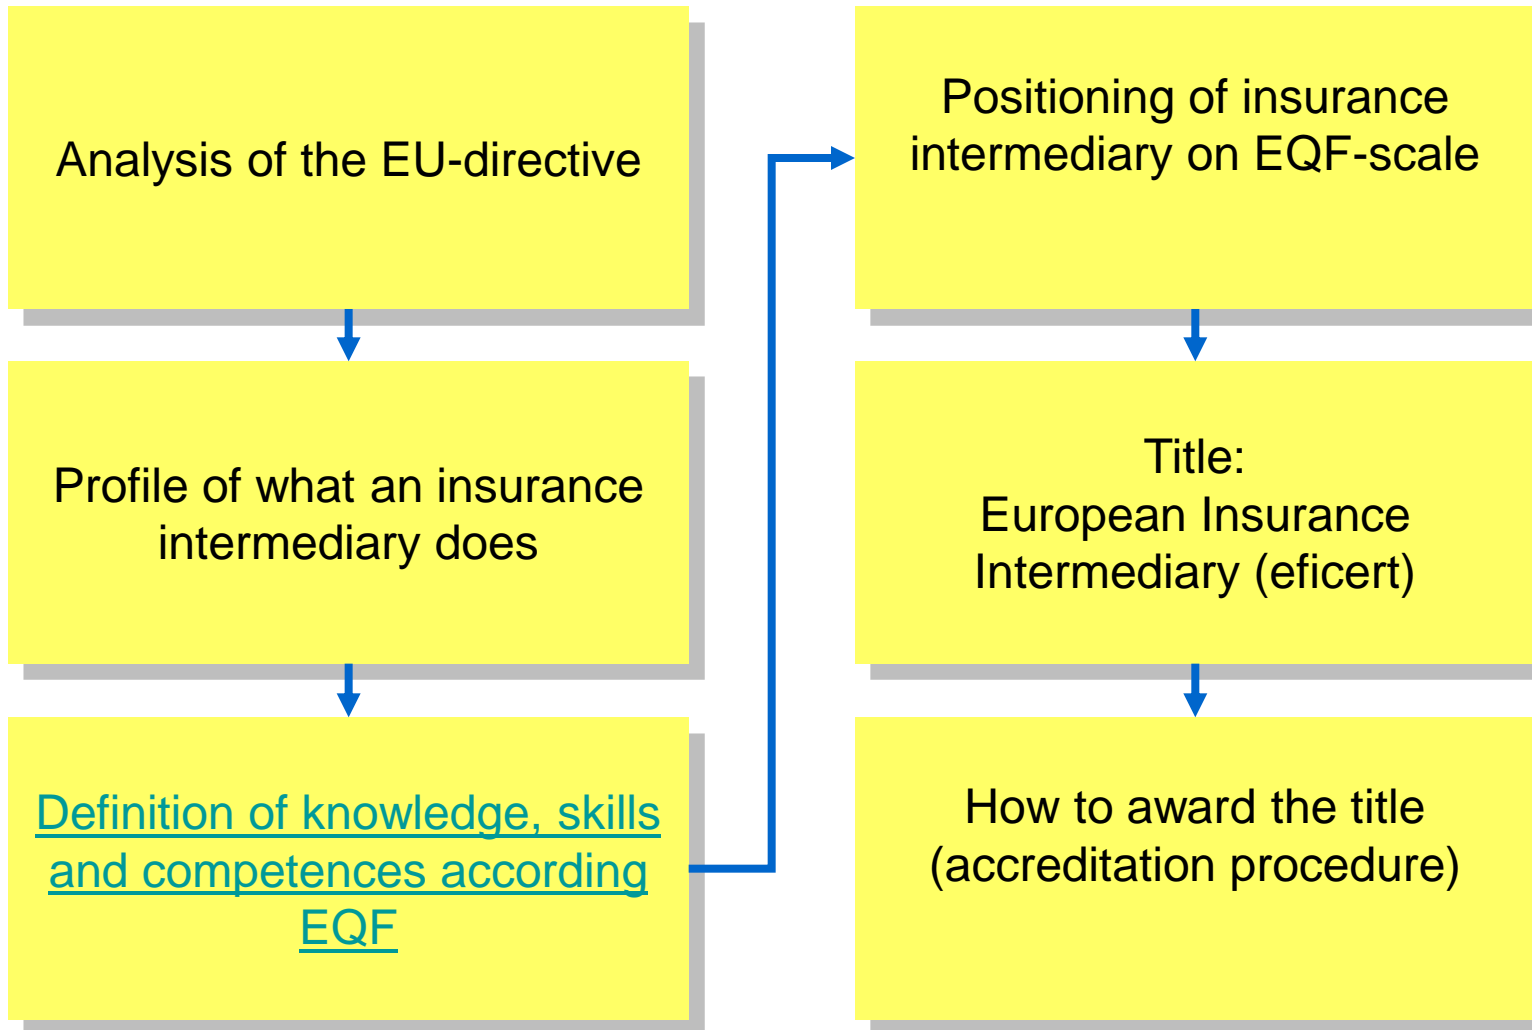 Analysis of the EU-directive
Profile of what an insurance
intermediary does
Definition of knowledge, skills
and competences according
EQF
Positioning of insurance
intermediary on EQF-scale
Title:
European Insurance
Intermediary (eficert)
How to award the title
(accreditation procedure)